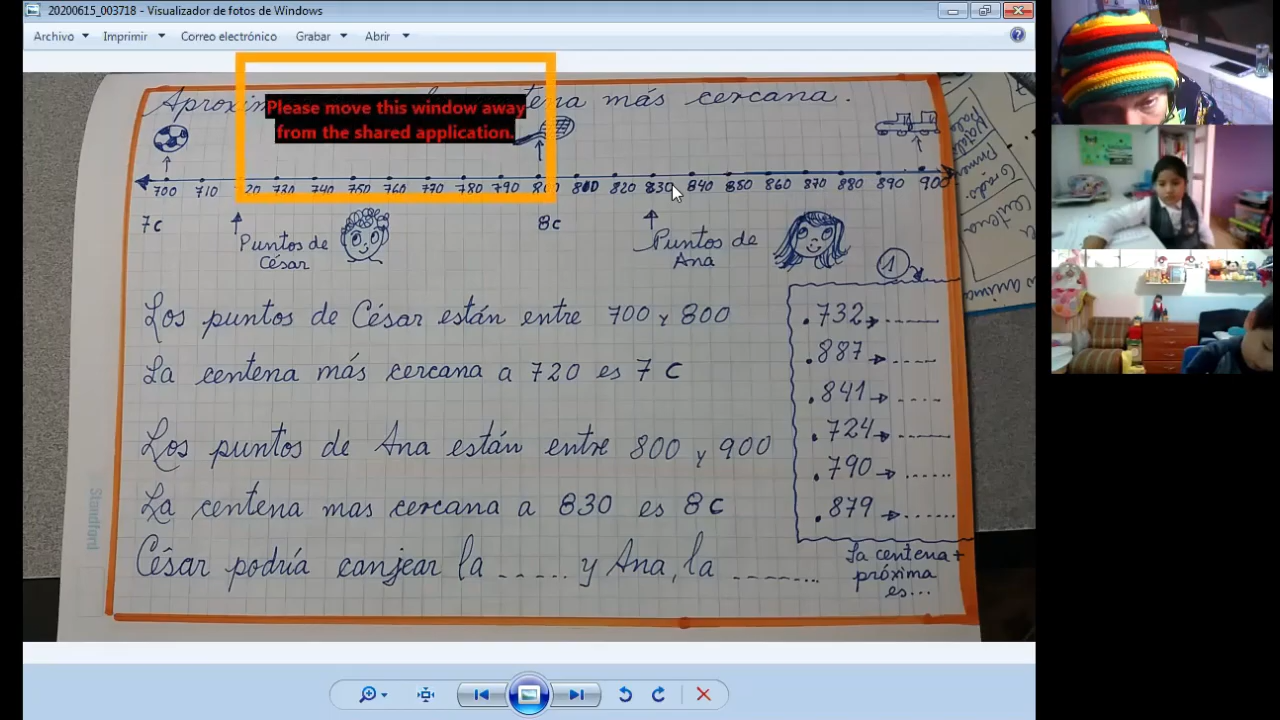 20200615_003718 - Visualizador de fotos de Windows
Archivo Imprimir Correo electrónico Grabar Abrir
Please move this window away
from the shared application.
más cercana.
700 710 720 730 740 750 760 770 780 790 800 810 820 830 840 850 860 870 880 890 900
7c
8c
Puntos de
César
Puntos de
Ana
1
Los puntos de César están entre 700 y 800
La centena más cercana a 720 es 7 C
Los puntos de Ana están entre 800 y 900
La centena mas cercana a 830 es 8 C
César podría canjear la ..... y Ana, la .......
.732→......
.887→.....
.841→....
.724→......
.790→......
.879→......
La centena +
próxima
es...
Standford